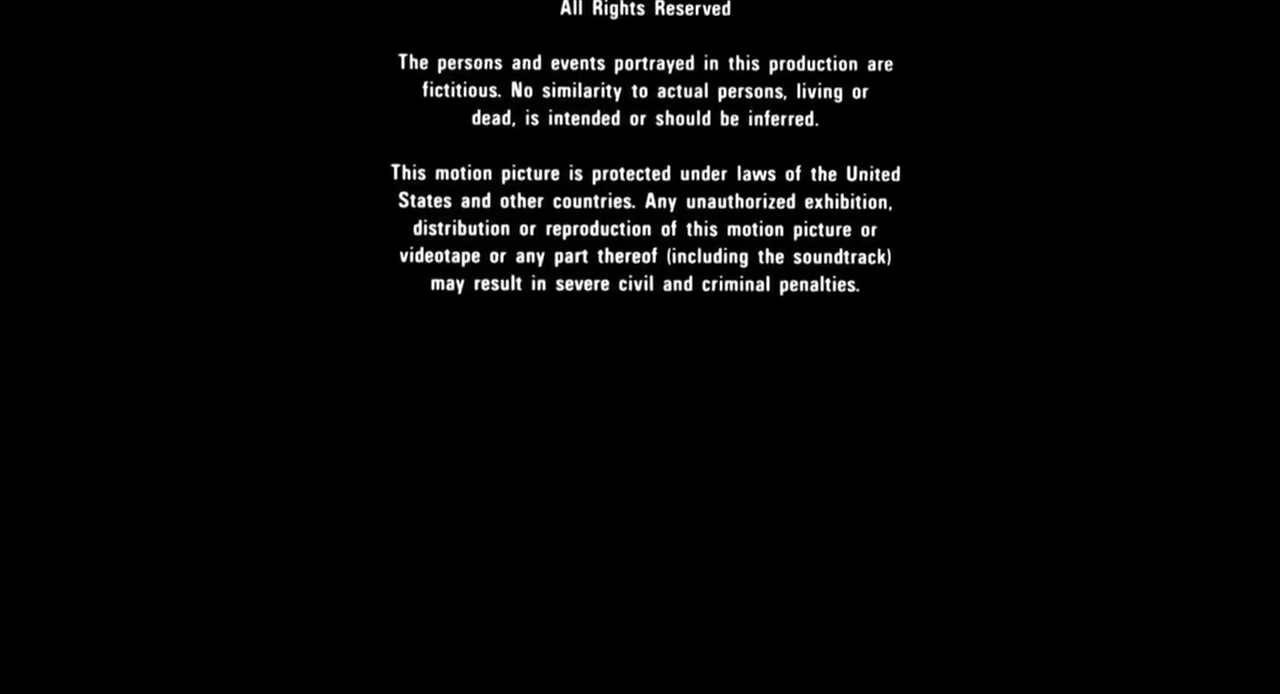 All Rights Reserved
The persons and events portrayed in this production are
fictitious. No similarity to actual persons, living or
dead, is intended or should be inferred.
This motion picture is protected under laws of the United
States and other countries. Any unauthorized exhibition,
distribution or reproduction of this motion picture or
videotape or any part thereof (including the soundtrack)
may result in severe civil and criminal penalties.